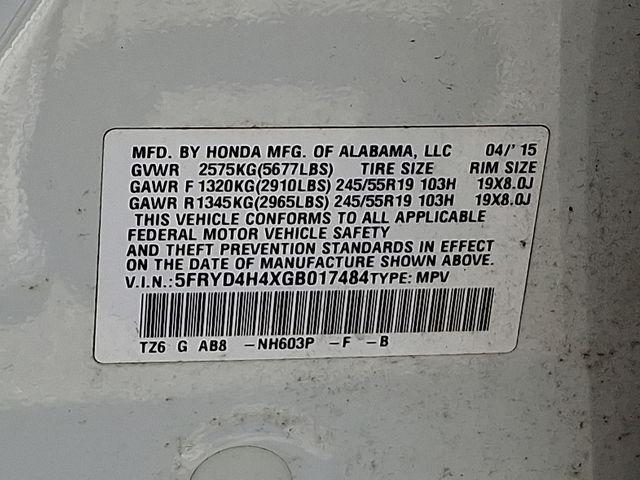 MFD. BY HONDA MFG. OF ALABAMA, LLC 04/'15
GVWR 2575KG(5677LBS) TIRE SIZE RIM SIZE
GAWR F 1320KG(2910LBS) 245/55R19 103H 19X8.0J
GAWR R 1345KG(2965LBS) 245/55R19 103H 19X8.0J
THIS VEHICLE CONFORMS TO ALL APPLICABLE
FEDERAL MOTOR VEHICLE SAFETY
AND THEFT PREVENTION STANDARDS IN EFFECT
ON THE DATE OF MANUFACTURE SHOWN ABOVE.
V.I.N.:5FRYD4H4XGB017484TYPE: MPV
TZ6 G AB8 -NH603P -F -B